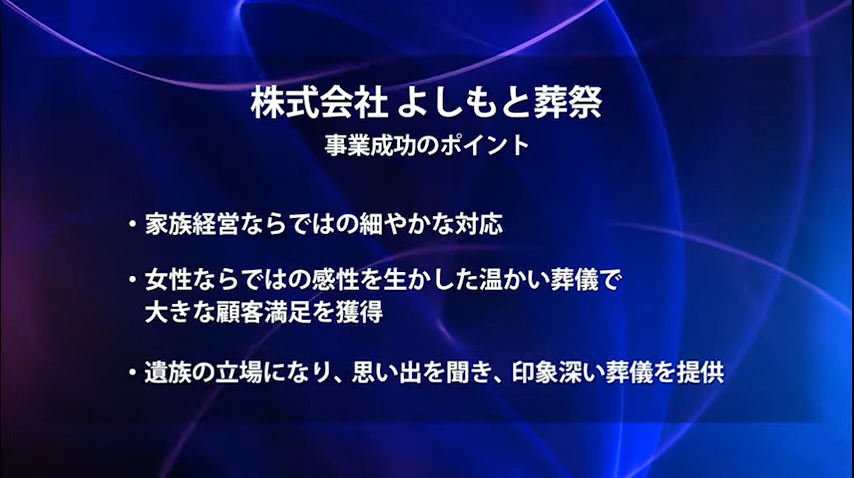 株式会社 よしもと葬祭
事業成功のポイント
・家族経営ならではの細やかな対応
・女性ならではの感性を生かした温かい葬儀で
大きな顧客満足を獲得
・遺族の立場になり、思い出を聞き、印象深い葬儀を提供